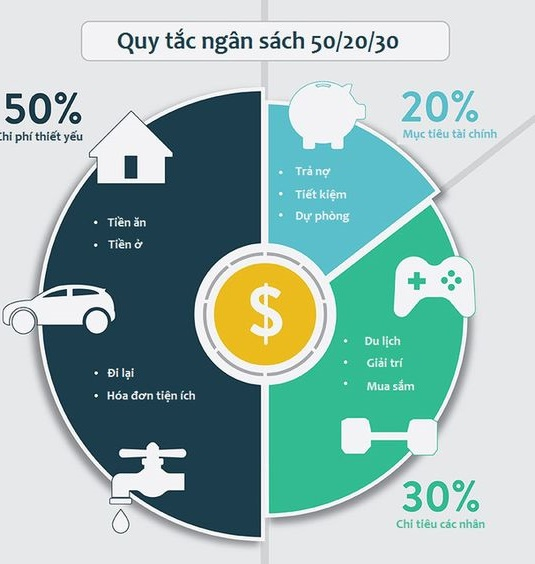 Quy tắc ngân sách 50/20/30
50%
Chi phí thiết yếu
20%
Mục tiêu tài chính
• Trả nợ
• Tiết kiệm
• Dự phòng
• Tiền ăn
• Tiền ở
$
• Du lịch
• Giải trí
• Mua sắm
• Đi lại
• Hóa đơn tiện ích
30%
Chi tiêu các nhân